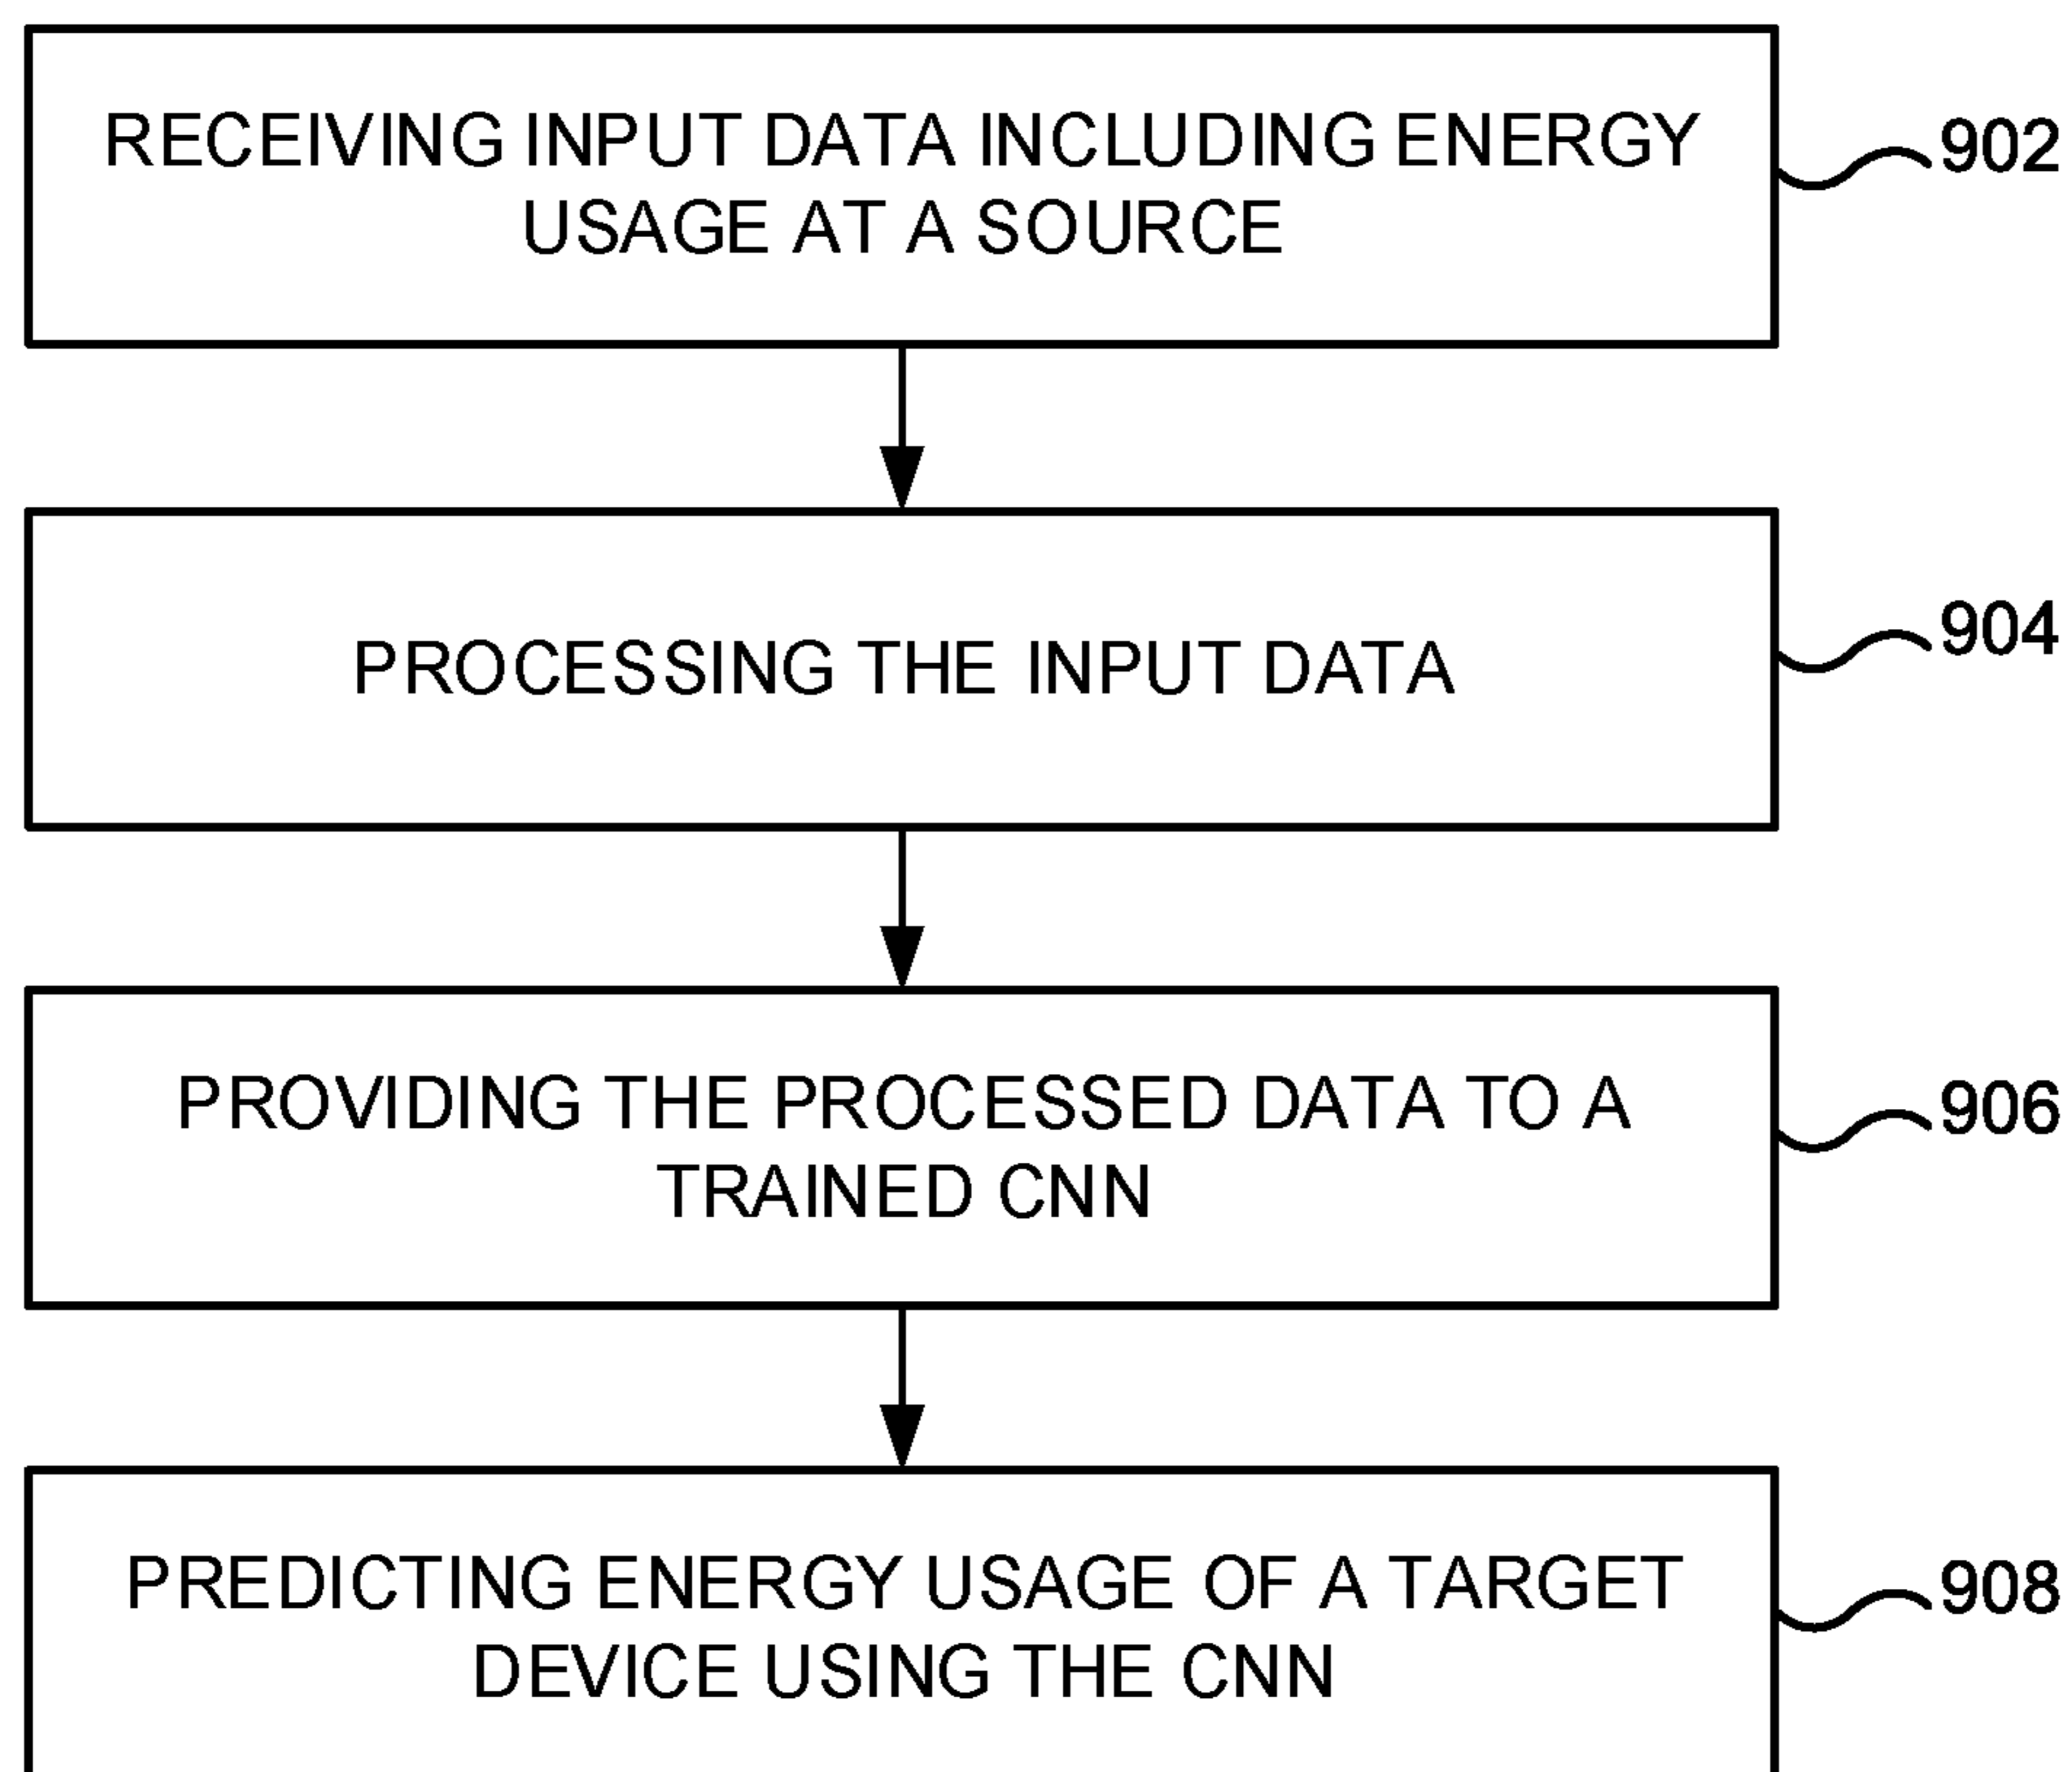 RECEIVING INPUT DATA INCLUDING ENERGY
USAGE AT A SOURCE
902
PROCESSING THE INPUT DATA
904
PROVIDING THE PROCESSED DATA TO A
TRAINED CNN
906
PREDICTING ENERGY USAGE OF A TARGET
DEVICE USING THE CNN
908